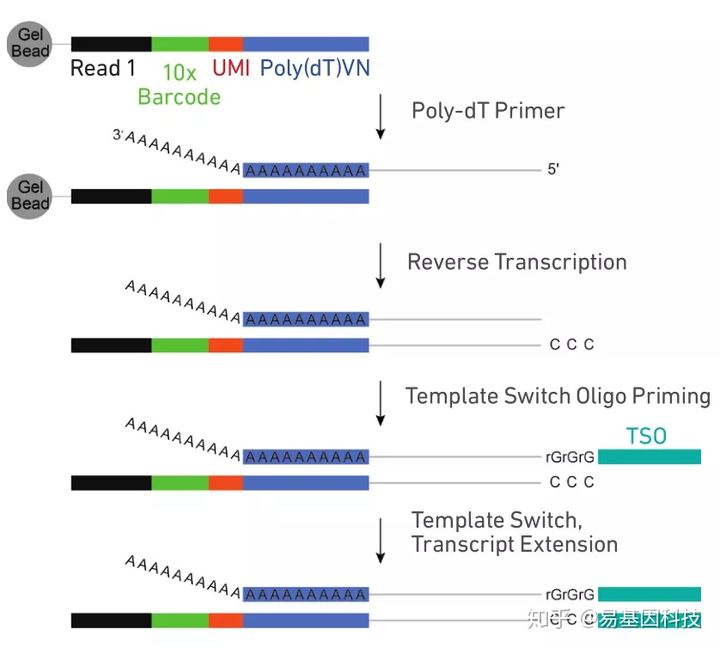 Gel
Bead
Read 1
10x
Barcode
UMI
Poly(dT)VN
Poly-dT Primer
3'AAAAAAAAAA
AAAAAAAAAA
5'
Gel
Bead
Reverse Transcription
AAAAAAAAAA
AAAAAAAAAA
C C C
Template Switch Oligo Priming
TSO
AAAAAAAAAA
AAAAAAAAAA
rGrGrG
C C C
Template Switch,
Transcript Extension
AAAAAAAAAA
AAAAAAAAAA
rGrGrG
C C C
知乎 @易基因科技